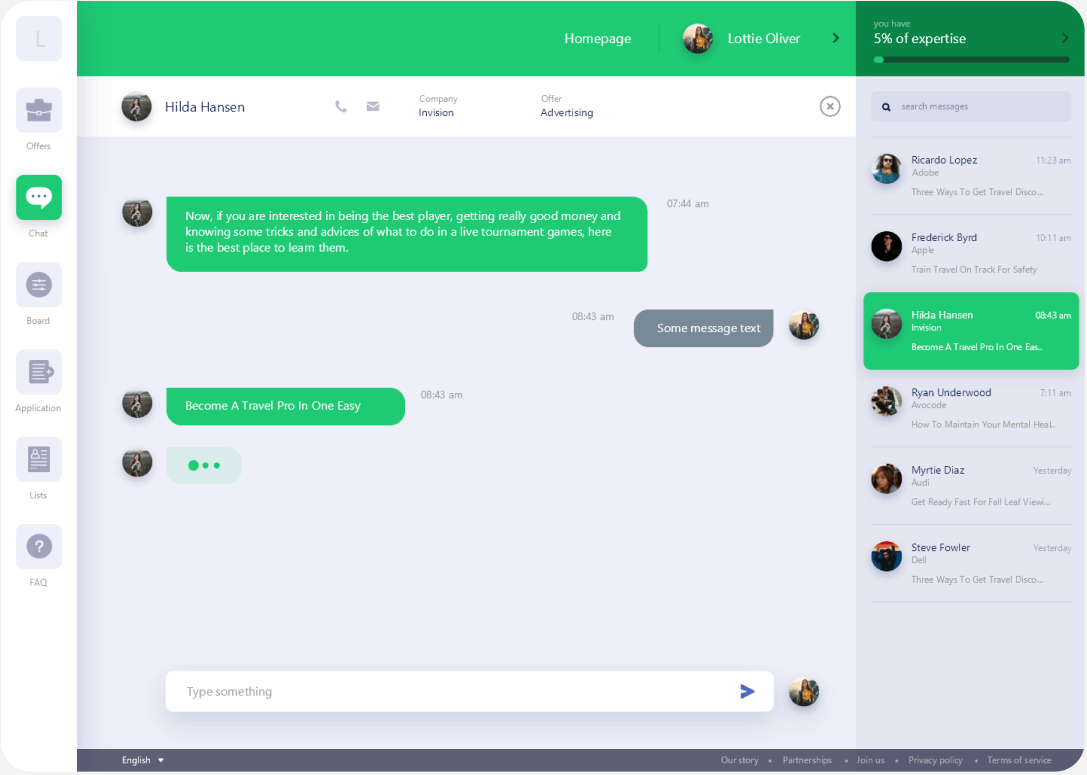 L
Offers
Chat
Board
Application
Lists
FAQ
Homepage
Lottie Oliver
you have
5% of expertise
Hilda Hansen
Company
Invision
Offer
Advertising
07:44 am
Now, if you are interested in being the best player, getting really good money and
knowing some tricks and advices of what to do in a live tournament games, here
is the best place to learn them.
08:43 am
Some message text
Become A Travel Pro In One Easy
08:43 am
Type something
search messages
Ricardo Lopez
11:23 am
Adobe
Three Ways To Get Travel Disco...
Frederick Byrd
10:11 am
Apple
Train Travel On Track For Safety
Hilda Hansen
08:43 am
Invision
Become A Travel Pro In One Eas..
Ryan Underwood
7:11 am
Avocode
How To Maintain Your Mental Heal..
Myrtie Diaz
Yesterday
Audi
Get Ready Fast For Fall Leaf Viewi...
Steve Fowler
Yesterday
Dell
Three Ways To Get Travel Disco...
English
Our story • Partnerships • Join us • Privacy policy • Terms of service